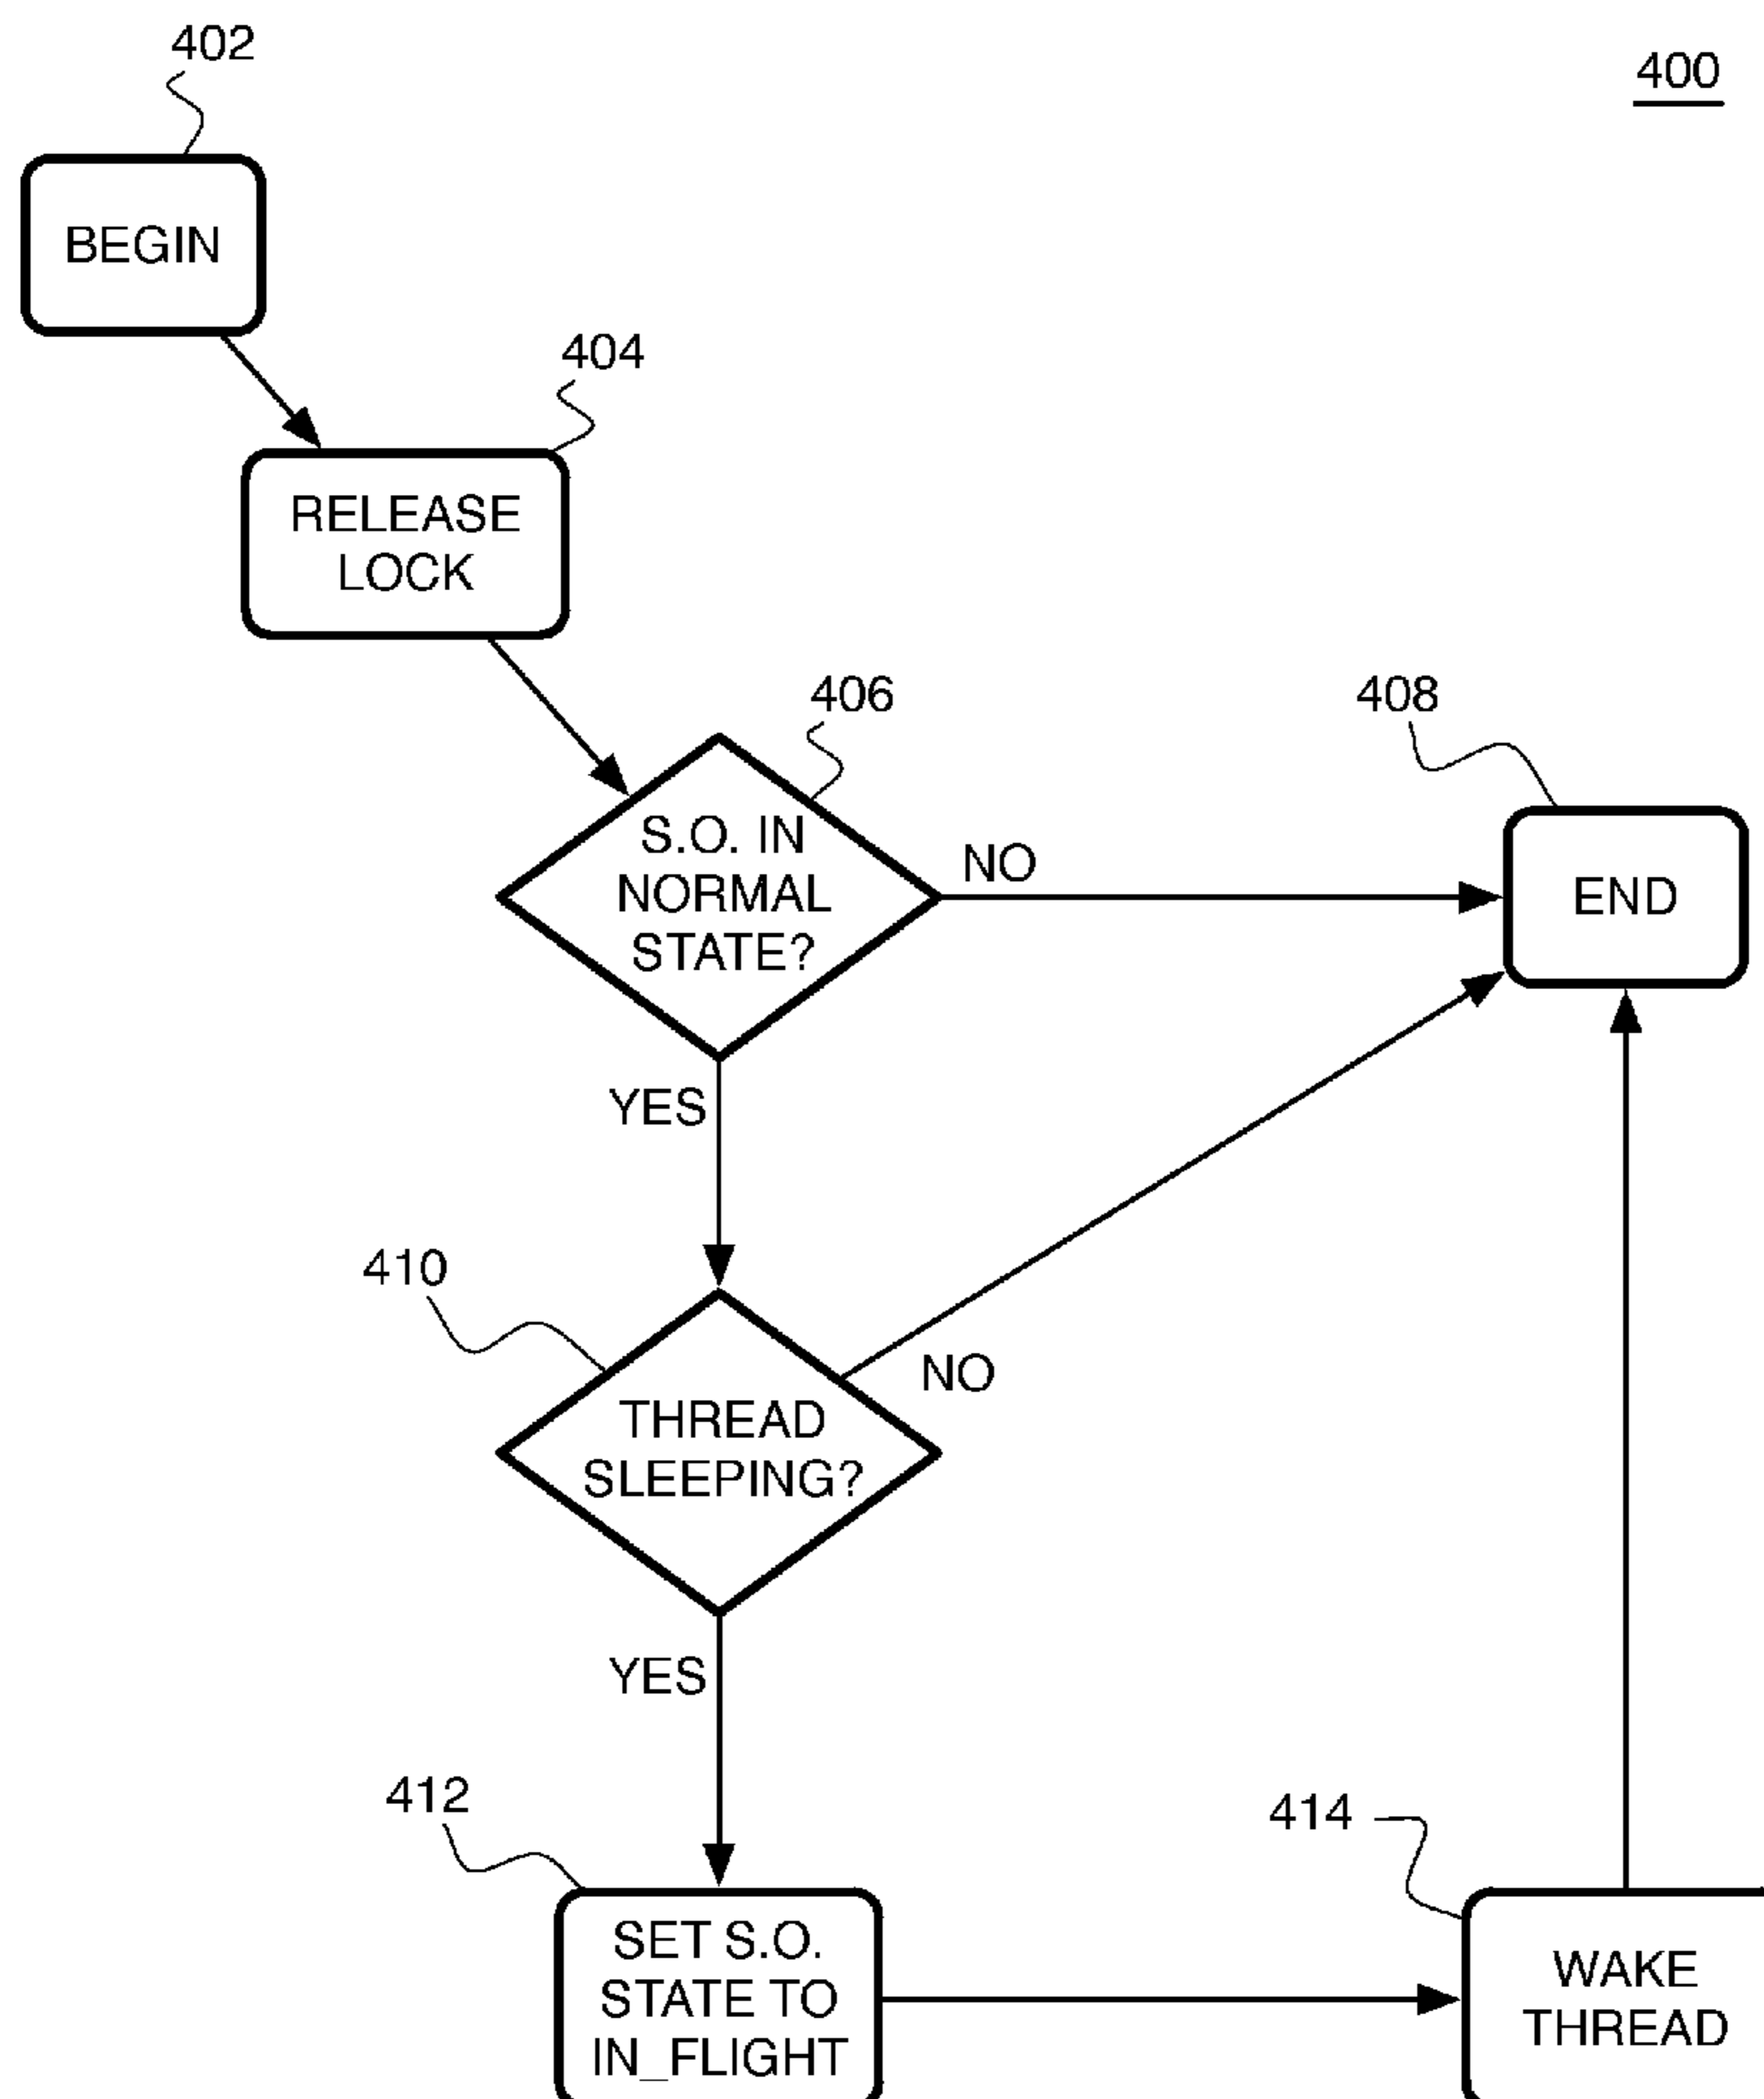 402
400
BEGIN
404
RELEASE
LOCK
406
408
S.O. IN
NORMAL
STATE?
NO
END
YES
410
NO
THREAD
SLEEPING?
YES
412
414
SET S.O.
STATE TO
IN_FLIGHT
WAKE
THREAD